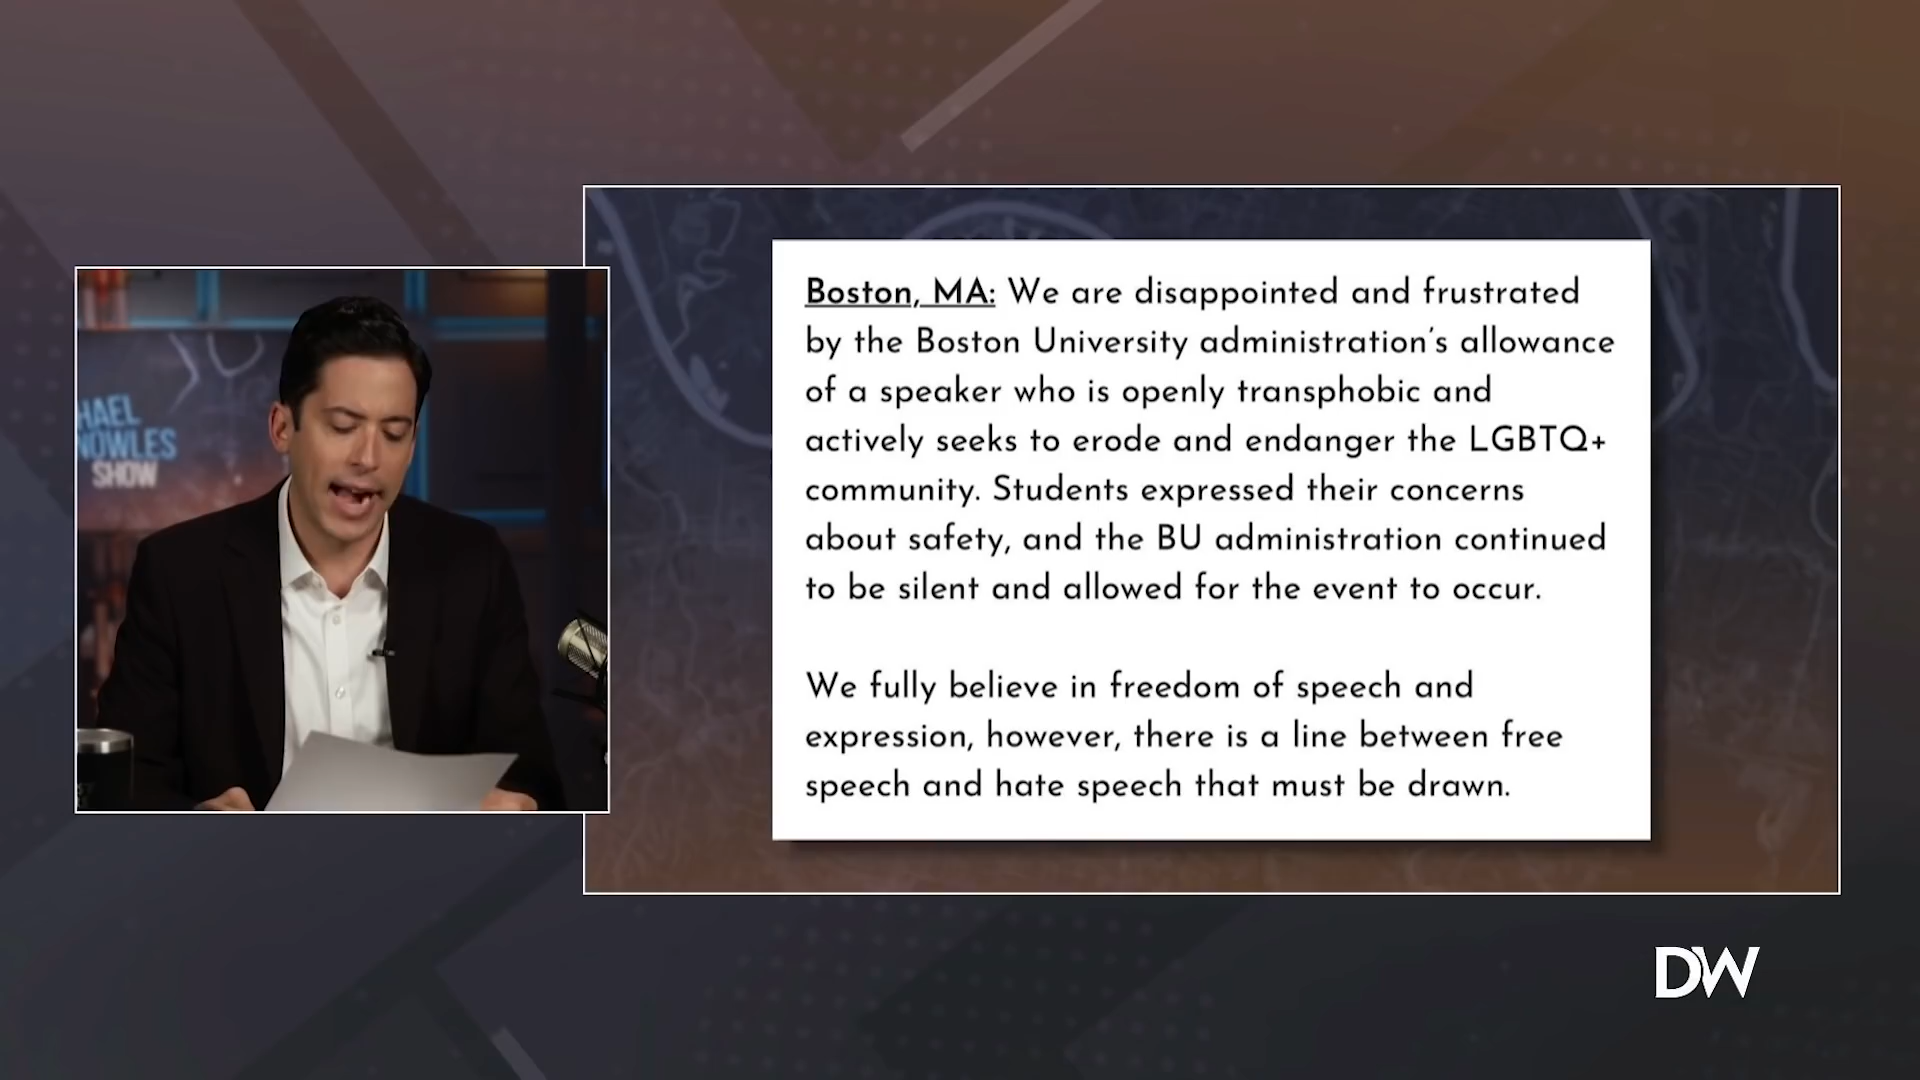 HAEL
NOWLES
SHOW
Boston, MA: We are disappointed and frustrated
by the Boston University administration's allowance
of a speaker who is openly transphobic and
actively seeks to erode and endanger the LGBTQ+
community. Students expressed their concerns
about safety, and the BU administration continued
to be silent and allowed for the event to occur.
We fully believe in freedom of speech and
expression, however, there is a line between free
speech and hate speech that must be drawn.
DW